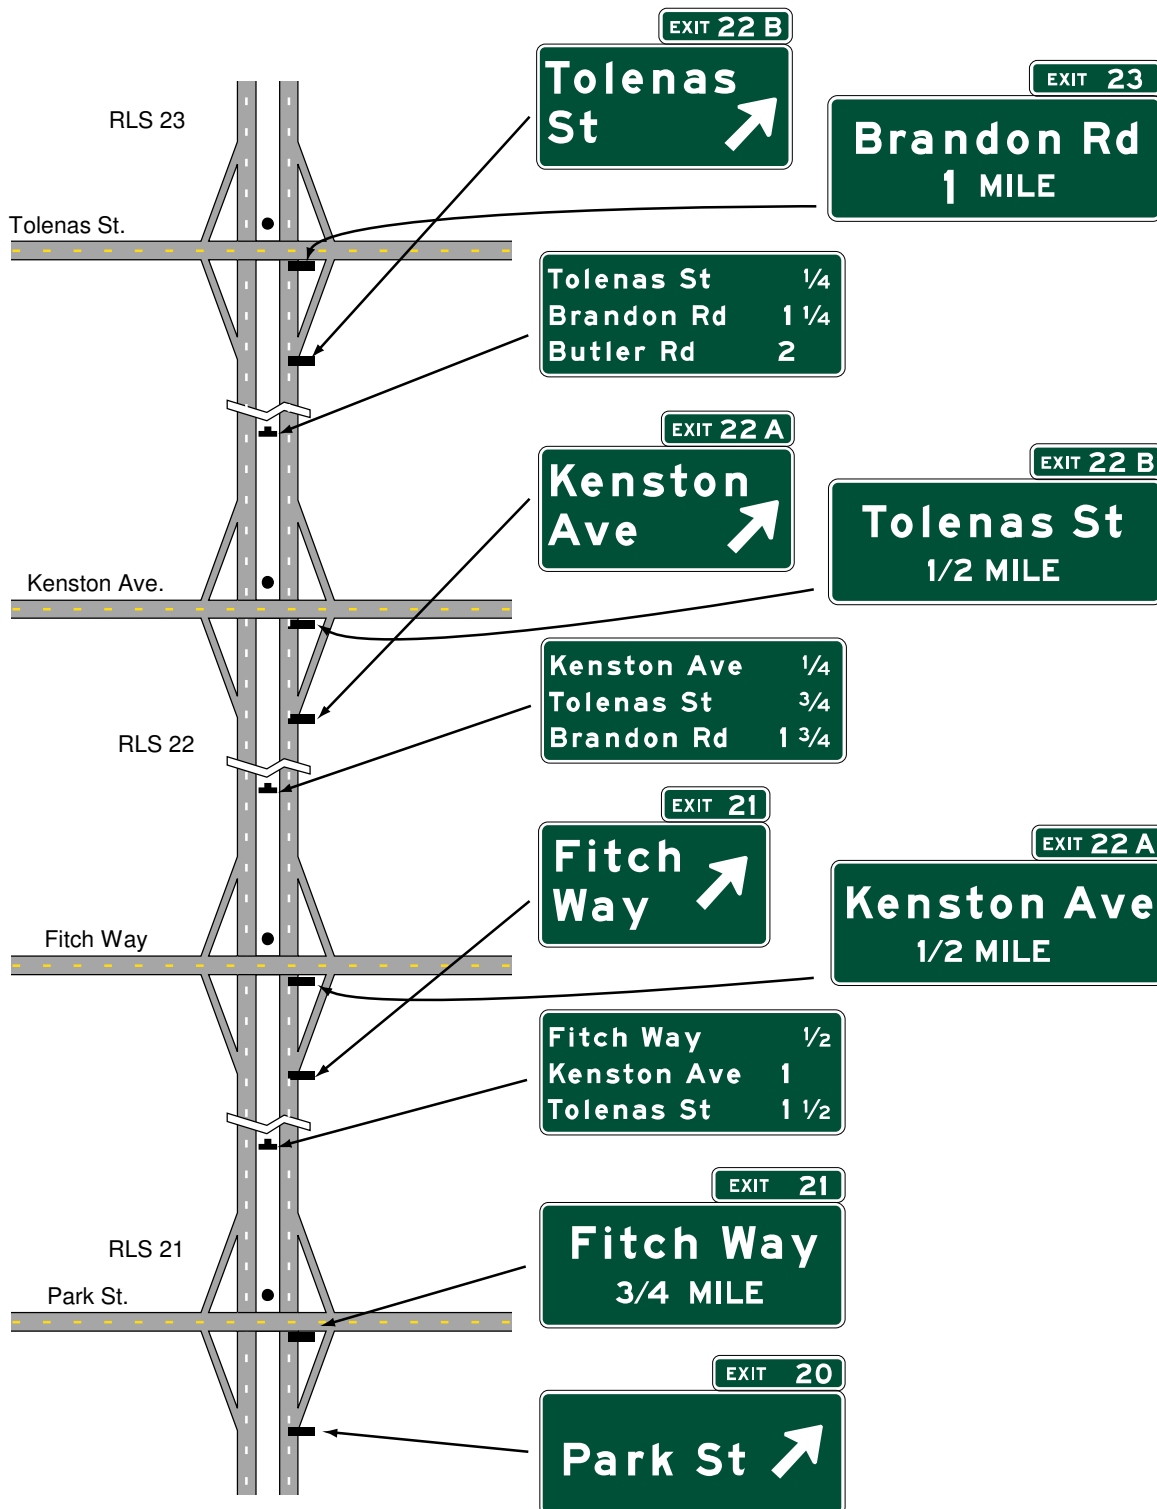 EXIT 22 B
Tolenas
St
EXIT 23
Brandon Rd
1 MILE
RLS 23
Tolenas St.
Tolenas St 1/4
Brandon Rd 1 1/4
Butler Rd 2
EXIT 22 A
Kenston
Ave
EXIT 22 B
Tolenas St
1/2 MILE
Kenston Ave.
Kenston Ave 1/4
Tolenas St 3/4
Brandon Rd 1 3/4
RLS 22
EXIT 21
Fitch
Way
EXIT 22 A
Kenston Ave
1/2 MILE
Fitch Way
Fitch Way 1/2
Kenston Ave 1
Tolenas St 1 1/2
EXIT 21
Fitch Way
3/4 MILE
RLS 21
Park St.
EXIT 20
Park St